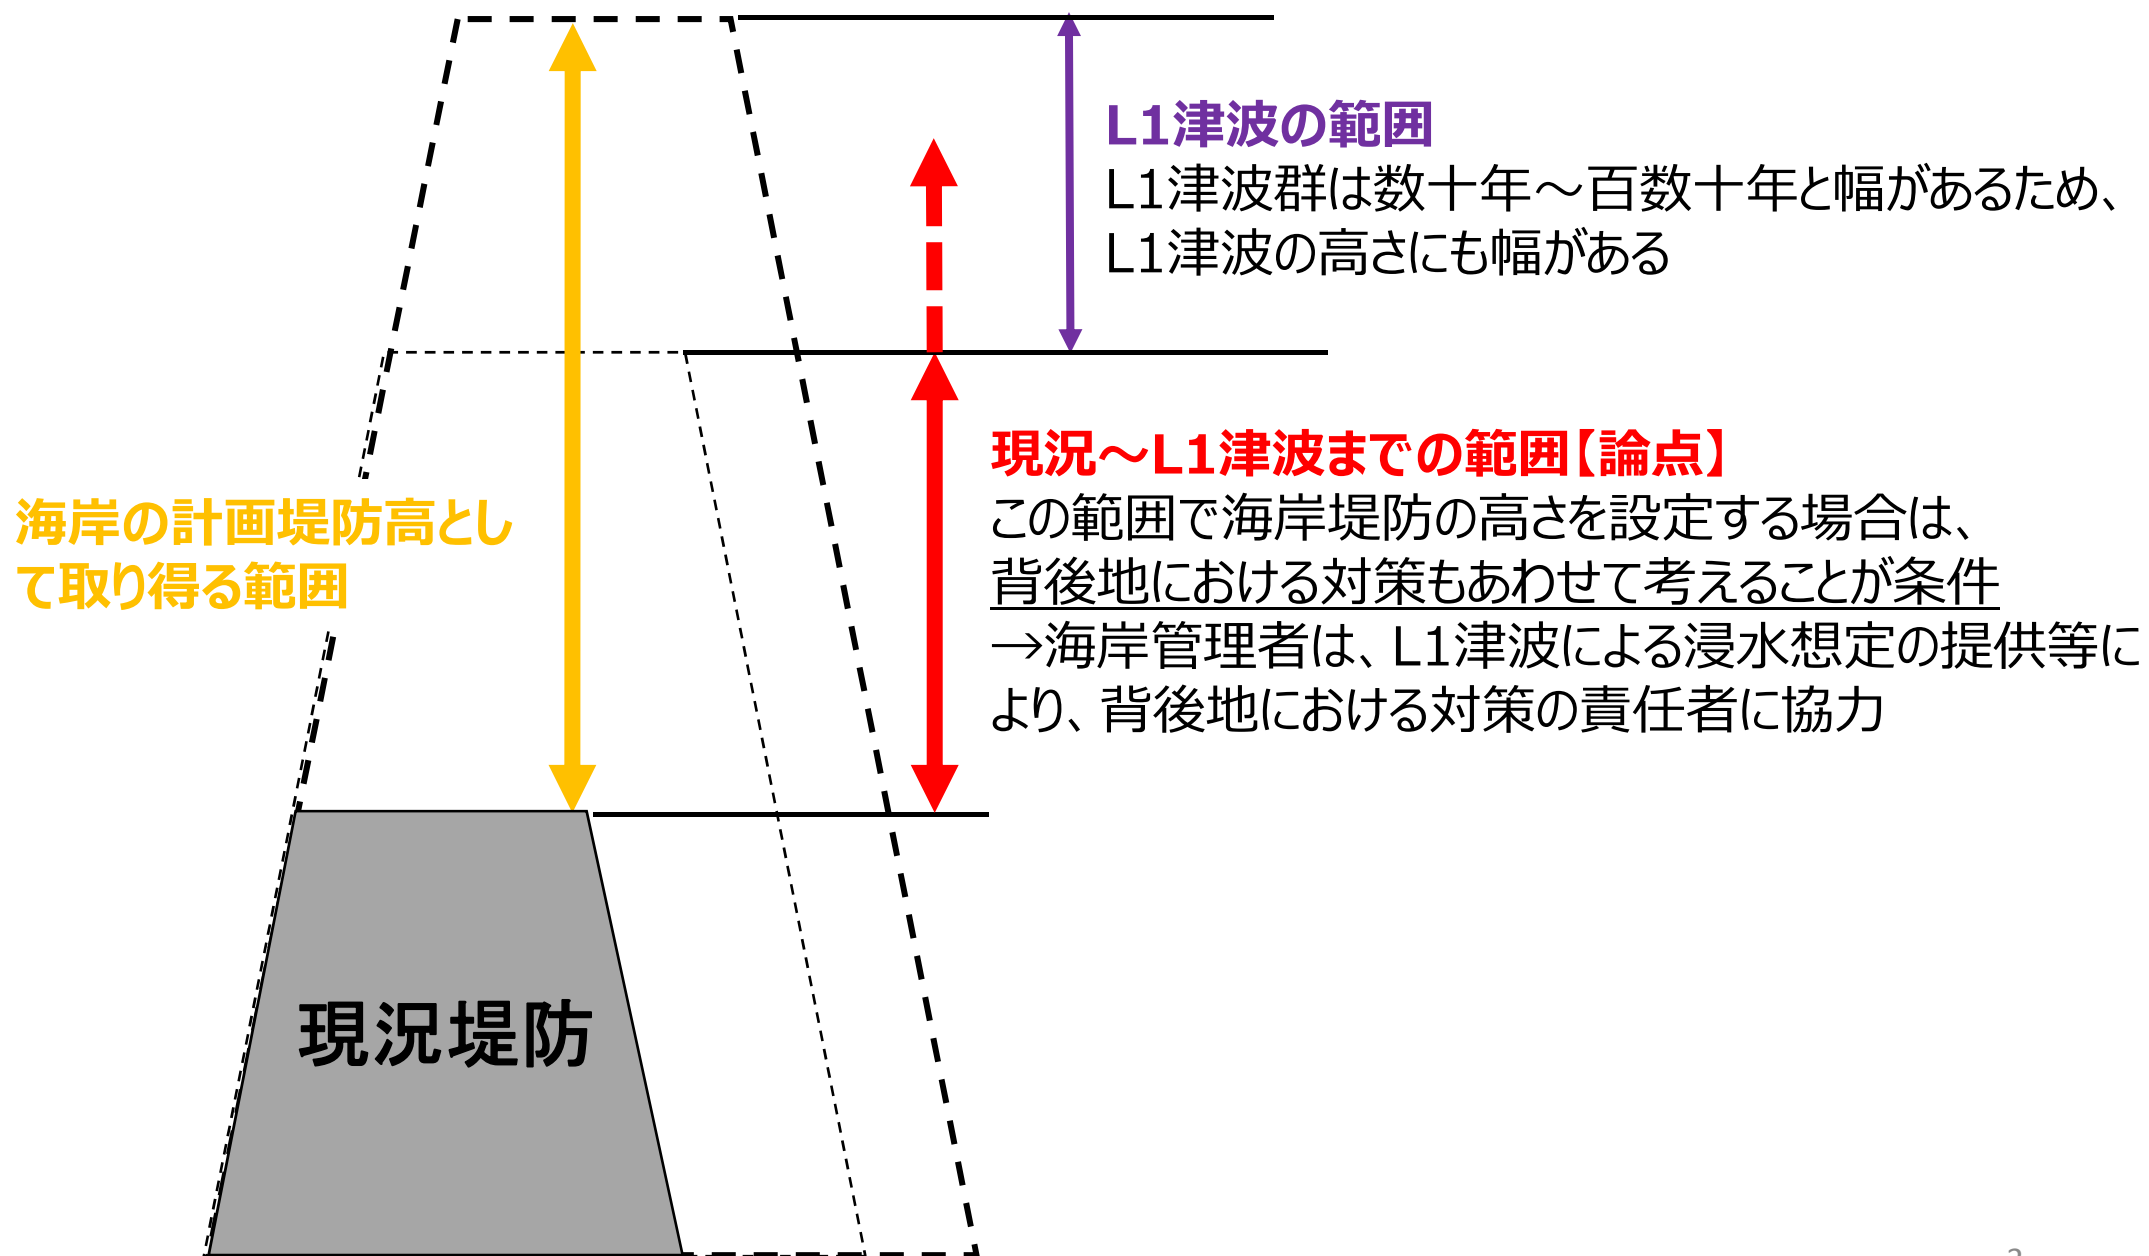 L1津波の範囲
L1津波群は数十年～百数十年と幅があるため、
L1津波の高さにも幅がある
現況～L1津波までの範囲【論点】
この範囲で海岸堤防の高さを設定する場合は、
背後地における対策もあわせて考えることが条件
→海岸管理者は、L1津波による浸水想定の提供等に
より、背後地における対策の責任者に協力
海岸の計画堤防高とし
て取り得る範囲
現況堤防